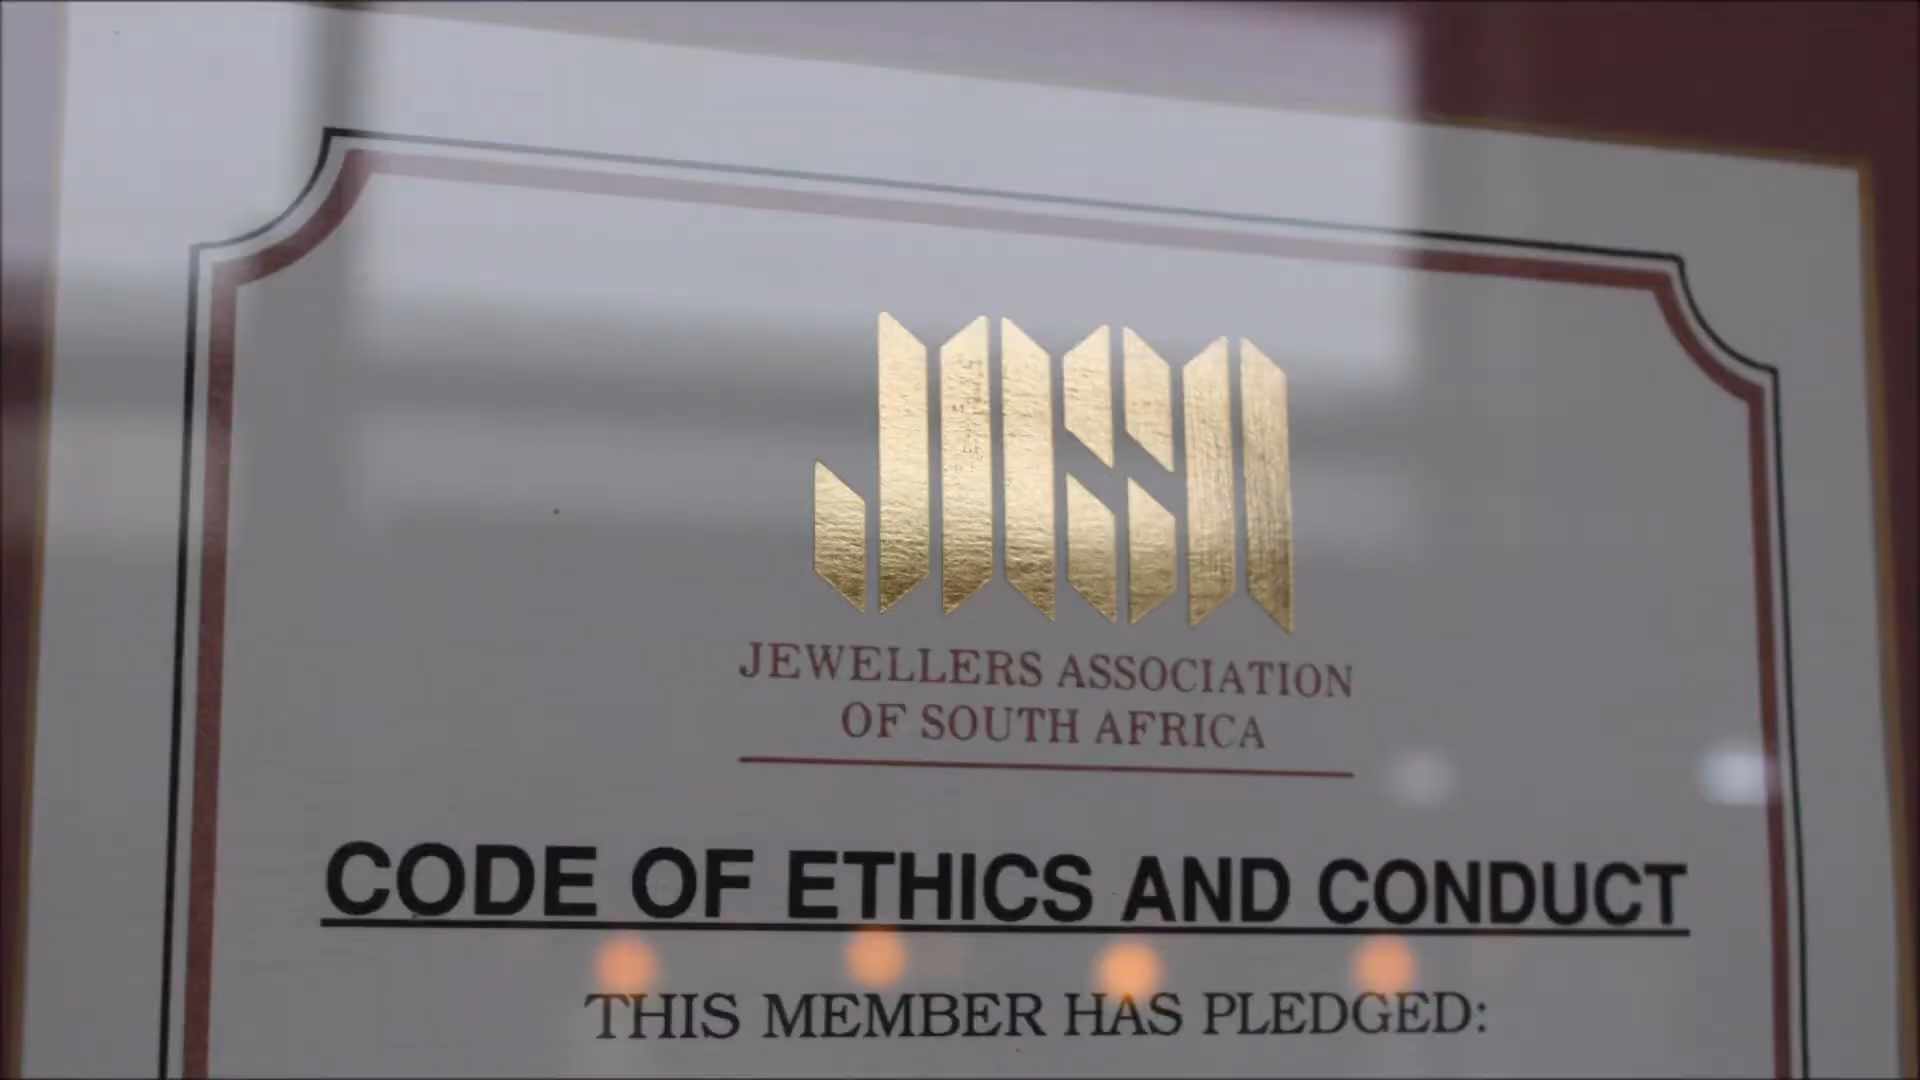 JASA
JEWELLERS ASSOCIATION
OF SOUTH AFRICA
CODE OF ETHICS AND CONDUCT
THIS MEMBER HAS PLEDGED: